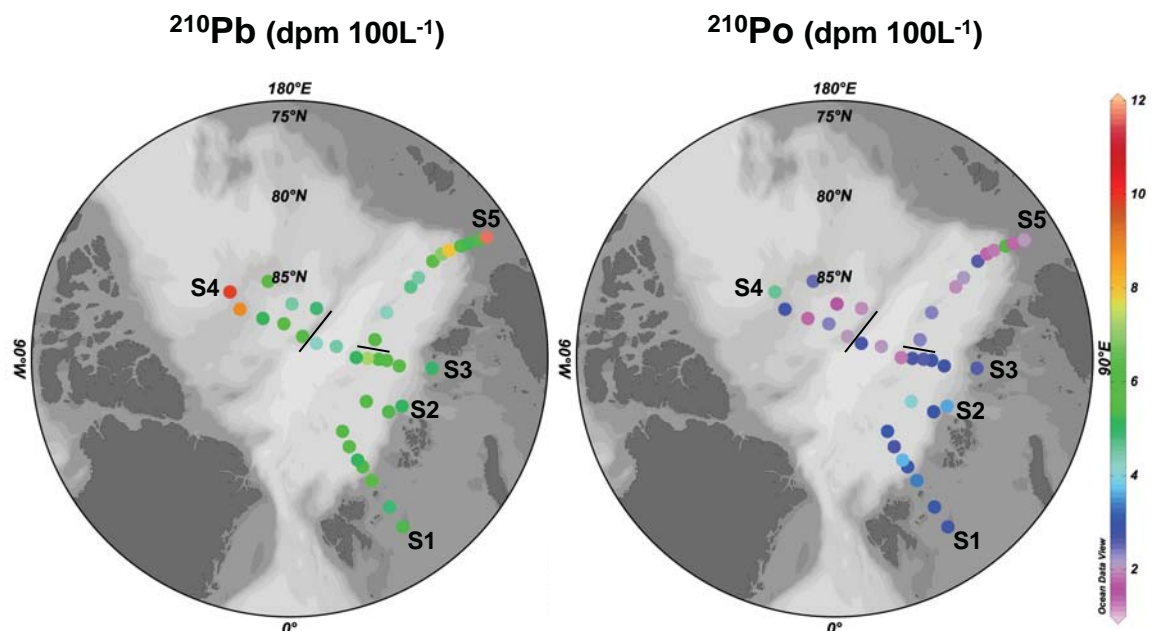 ²¹⁰Pb (dpm 100L⁻¹)
²¹⁰Po (dpm 100L⁻¹)
180°E
75°N
80°N
85°N
S5
S4
S3
S2
S1
90°W
0°
180°E
75°N
80°N
85°N
S5
S4
S3
S2
S1
90°W
90°E
0°
12
10
8
6
4
2
Ocean Data View